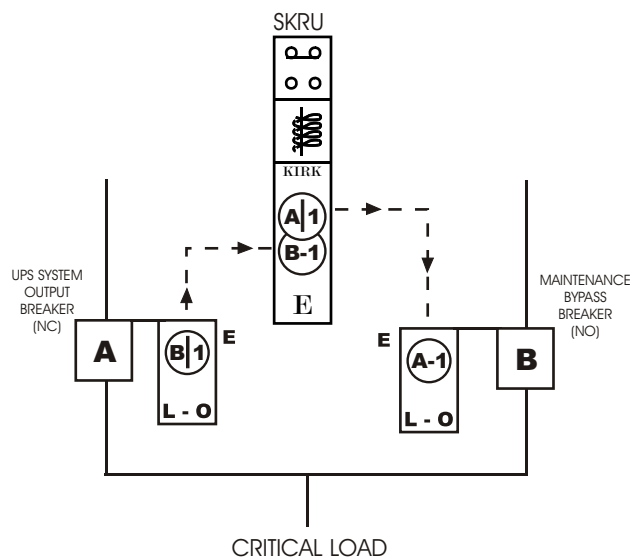 SKRU
KIRK
A|1
B-1
E
UPS SYSTEM
OUTPUT
BREAKER
(NC)
A
B|1
E
L - O
MAINTENANCE
BYPASS
BREAKER
(NO)
E
A-1
B
L - O
CRITICAL LOAD